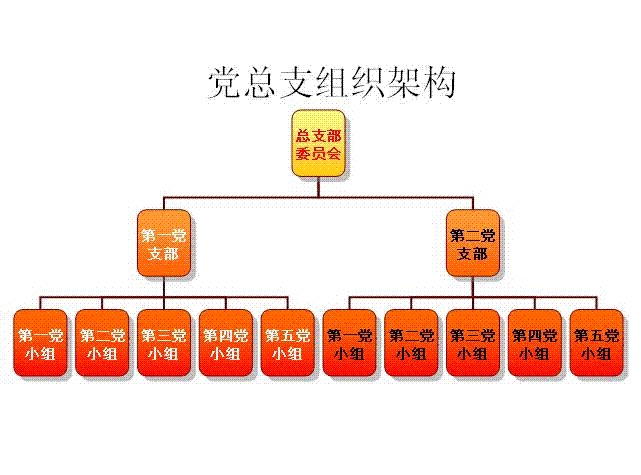 党总支组织架构
总支部
委员会
第一党
支部
第二党
支部
第一党
小组
第二党
小组
第三党
小组
第四党
小组
第五党
小组
第一党
小组
第二党
小组
第三党
小组
第四党
小组
第五党
小组